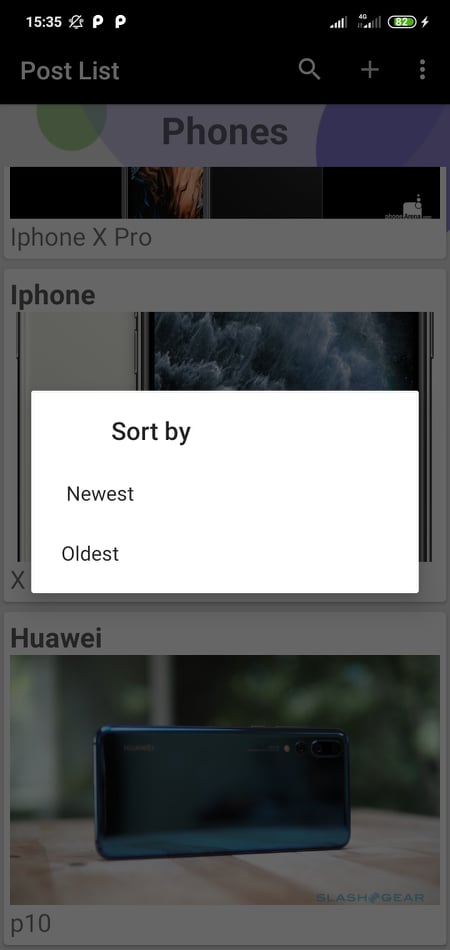 15:35
4G
82
Post List
Phones
phoneArena
Iphone X Pro
Iphone
Sort by
Newest
Oldest
X
Huawei
HUAWEI
SLASHGEAR
p10